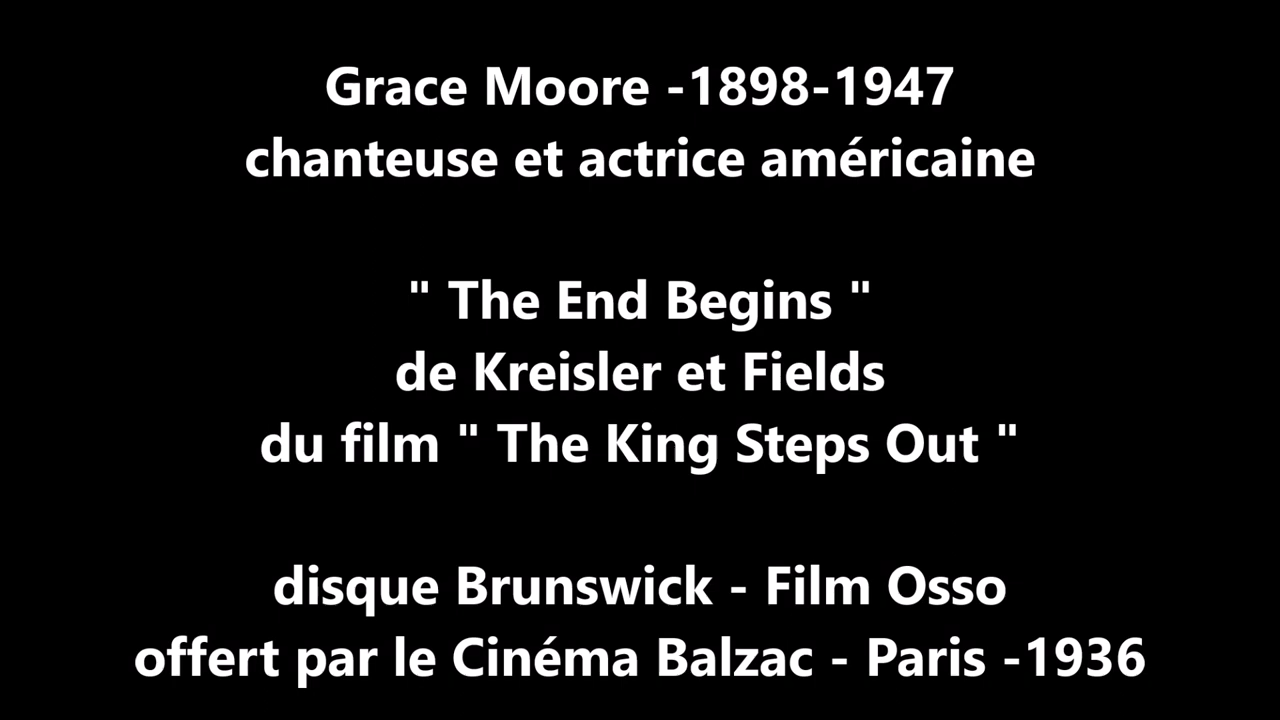 Grace Moore -1898-1947
chanteuse et actrice américaine
" The End Begins "
de Kreisler et Fields
du film " The King Steps Out "
disque Brunswick - Film Osso
offert par le Cinéma Balzac - Paris -1936